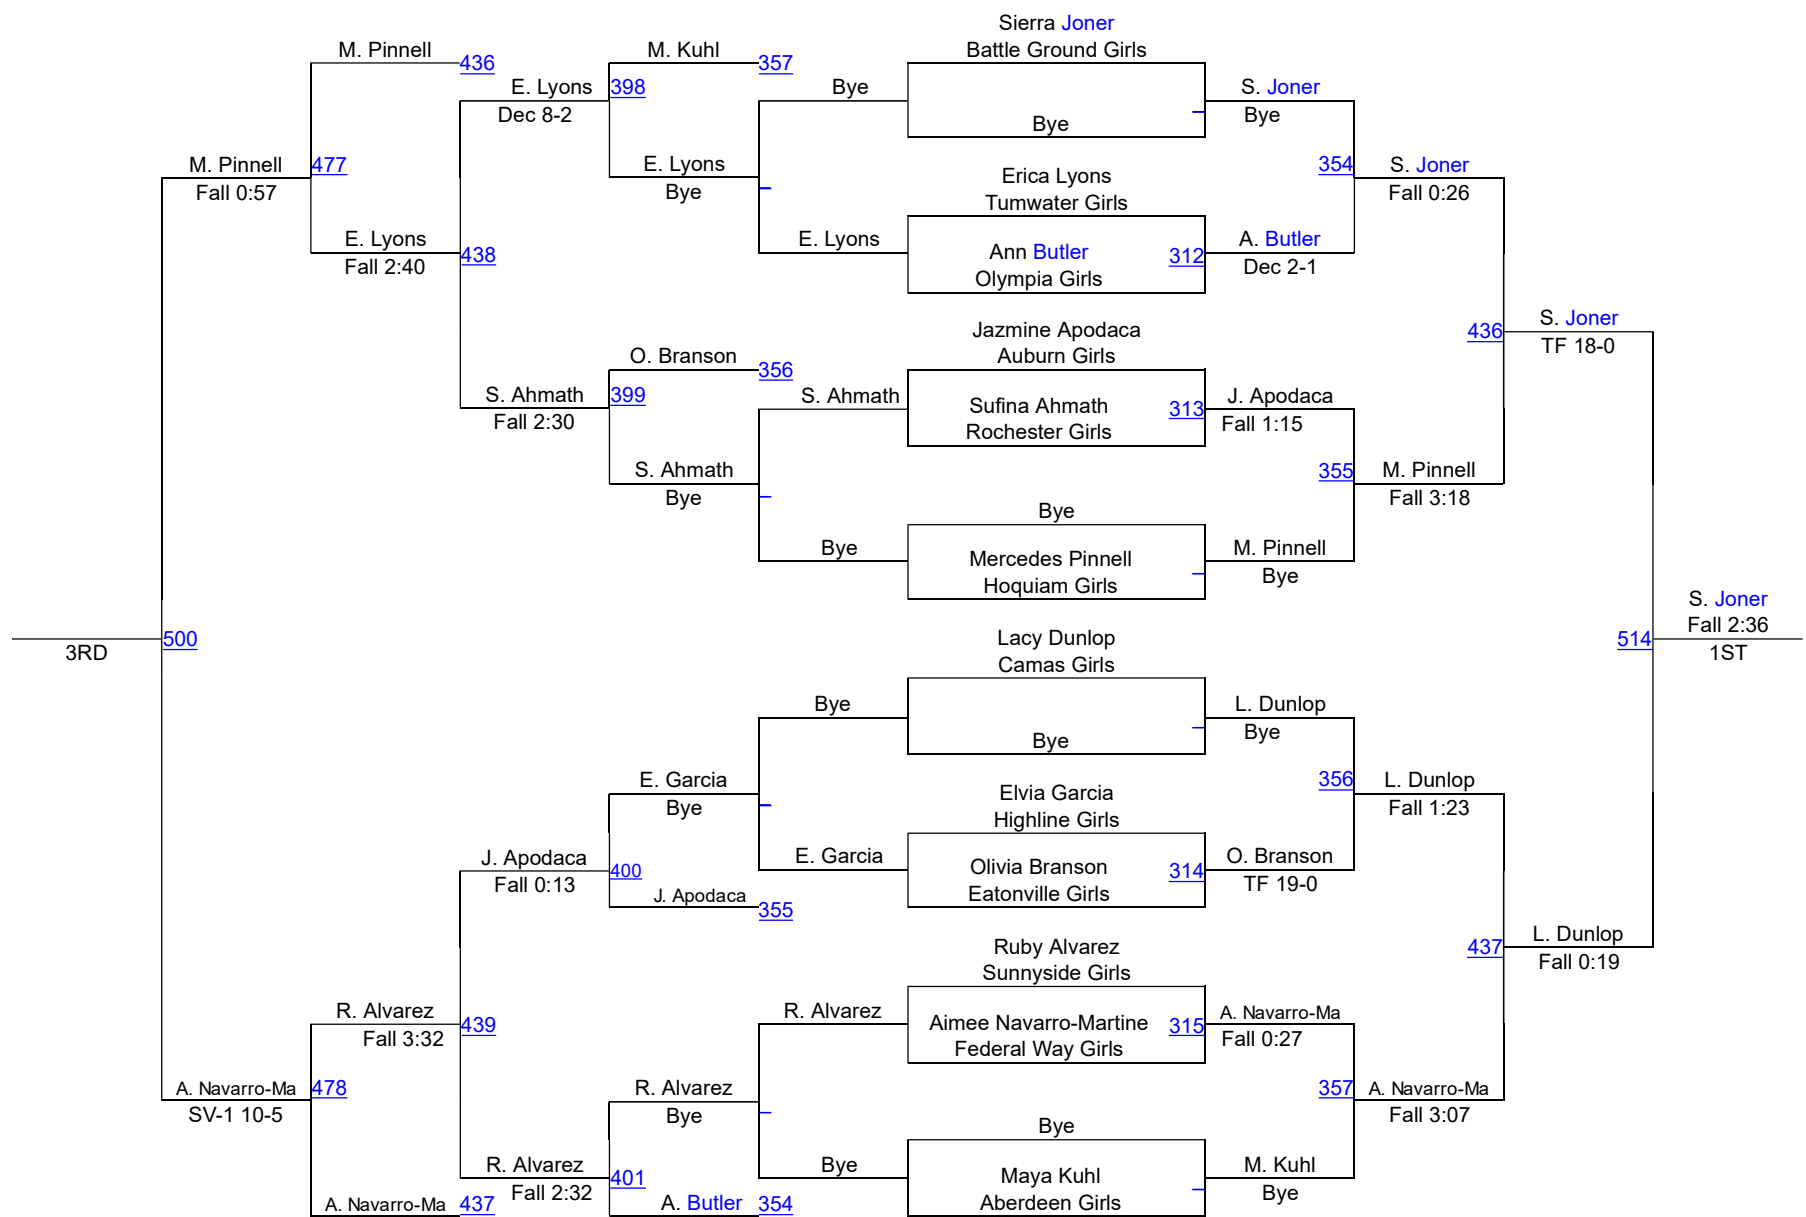 Sierra Joner
M. Pinnell
M. Kuhl
Battle Ground Girls
436
357
E. Lyons
398
Bye
S. Joner
Dec 8-2
Bye
Bye
M. Pinnell
477
E. Lyons
354
S. Joner
Fall 0:57
Bye
Erica Lyons
Fall 0:26
Tumwater Girls
E. Lyons
438
E. Lyons
Ann Butler
312
A. Butler
Fall 2:40
Olympia Girls
Dec 2-1
Jazmine Apodaca
436
S. Joner
O. Branson
356
Auburn Girls
TF 18-0
S. Ahmath
399
S. Ahmath
Sufina Ahmath
313
J. Apodaca
Fall 2:30
Rochester Girls
Fall 1:15
S. Ahmath
355
M. Pinnell
Bye
Bye
Fall 3:18
Bye
Mercedes Pinnell
M. Pinnell
Hoquiam Girls
Bye
S. Joner
Fall 2:36
500
Lacy Dunlop
514
3RD
Camas Girls
1ST
Bye
L. Dunlop
Bye
Bye
E. Garcia
356
L. Dunlop
Bye
Elvia Garcia
Fall 1:23
Highline Girls
J. Apodaca
400
E. Garcia
Olivia Branson
314
O. Branson
Fall 0:13
Eatonville Girls
TF 19-0
J. Apodaca
355
Ruby Alvarez
437
L. Dunlop
Sunnyside Girls
Fall 0:19
R. Alvarez
439
R. Alvarez
Aimee Navarro-Martine
315
A. Navarro-Ma
Fall 3:32
Federal Way Girls
Fall 0:27
A. Navarro-Ma
478
R. Alvarez
357
A. Navarro-Ma
SV-1 10-5
Bye
Bye
Fall 3:07
R. Alvarez
401
Bye
Maya Kuhl
M. Kuhl
Fall 2:32
Aberdeen Girls
Bye
A. Navarro-Ma
437
A. Butler
354